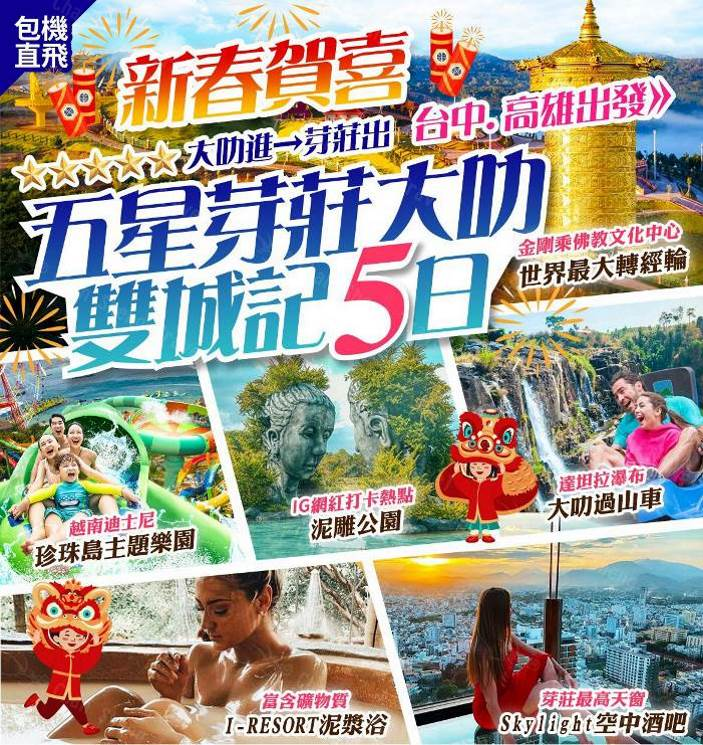 包機
直飛
新春賀喜
台中.高雄出發》
大叻進→芽莊出
五星芽莊大叻
雙城記5日
金剛乘佛教文化中心
世界最大轉經輪
越南迪士尼
珍珠島主題樂園
IG網紅打卡熱點
泥雕公園
達坦拉瀑布
大叻過山車
富含礦物質
I-RESORT泥漿浴
芽莊最高天窗
Skylight空中酒吧